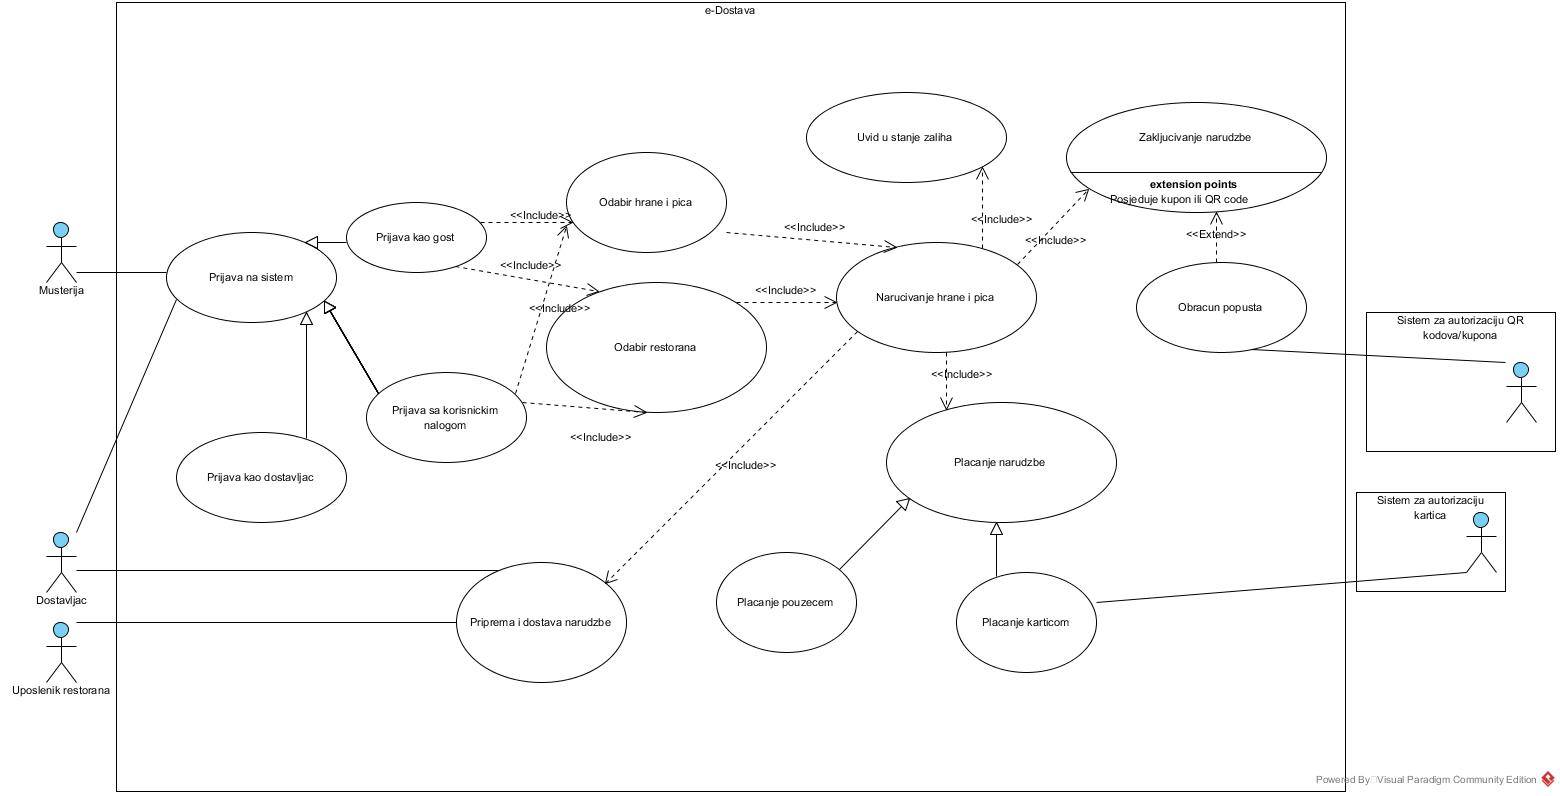 e-Dostava
Uvid u stanje zaliha
Zakljucivanje narudzbe
extension points
Posjeduje kupon ili QR code
Odabir hrane i pica
<<Include>>
Prijava kao gost
<<Include>>
<<Include>>
<<Include>>
<<Extend>>
Musterija
Prijava na sistem
<<Include>>
<<Include>>
<<Include>>
Narucivanje hrane i pica
Obracun popusta
Odabir restorana
Sistem za autorizaciju QR
kodova/kupona
<<Include>>
Prijava sa korisnickim
nalogom
<<Include>>
<<Include>>
Placanje narudzbe
Prijava kao dostavljac
Sistem za autorizaciju
kartica
Dostavljac
Placanje pouzecem
Placanje karticom
Priprema i dostava narudzbe
Uposlenik restorana
Powered By Visual Paradigm Community Edition